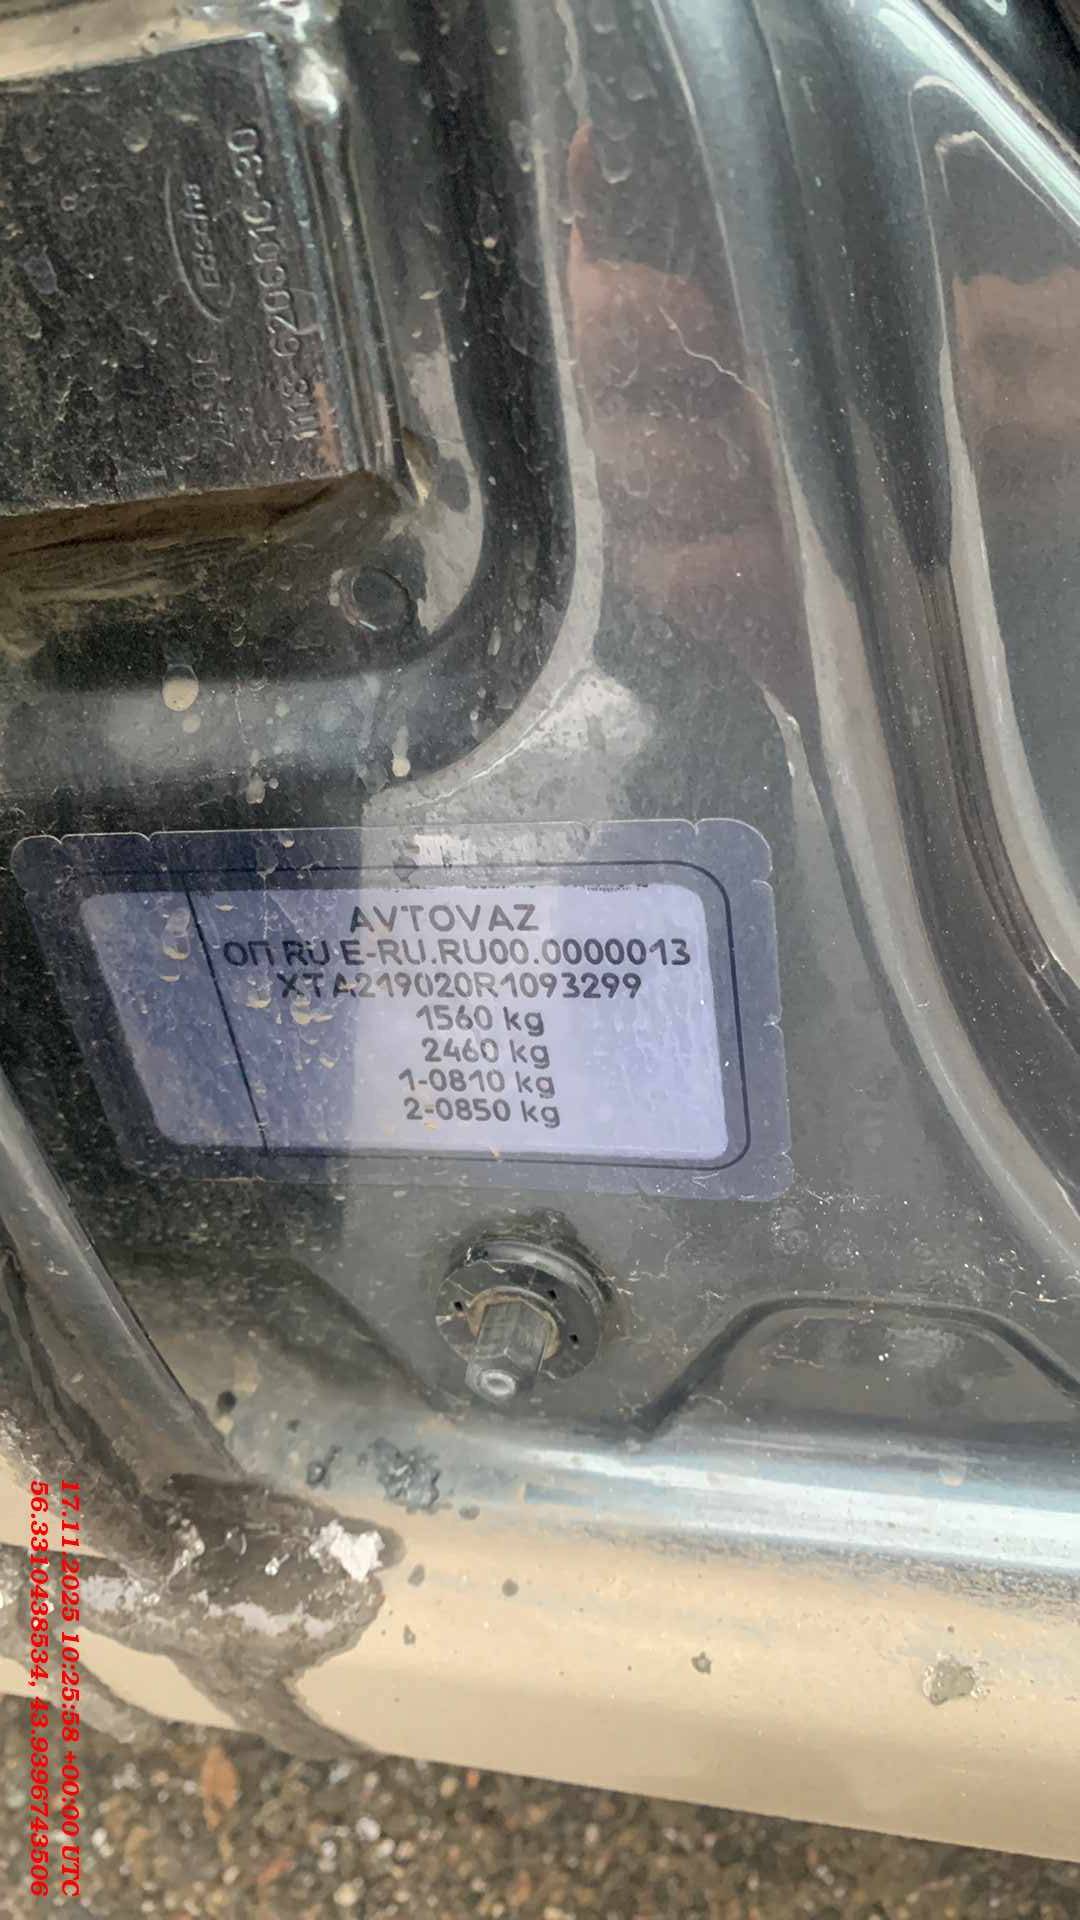 AVTOVAZ
ОП RU E-RU.RU00.0000013
XTA219020R1093299
1560 kg
2460 kg
1-0810 kg
2-0850 kg
17.11.2025 10:25:58 +00:00 UTC
56.3310438534, 43.9396743506